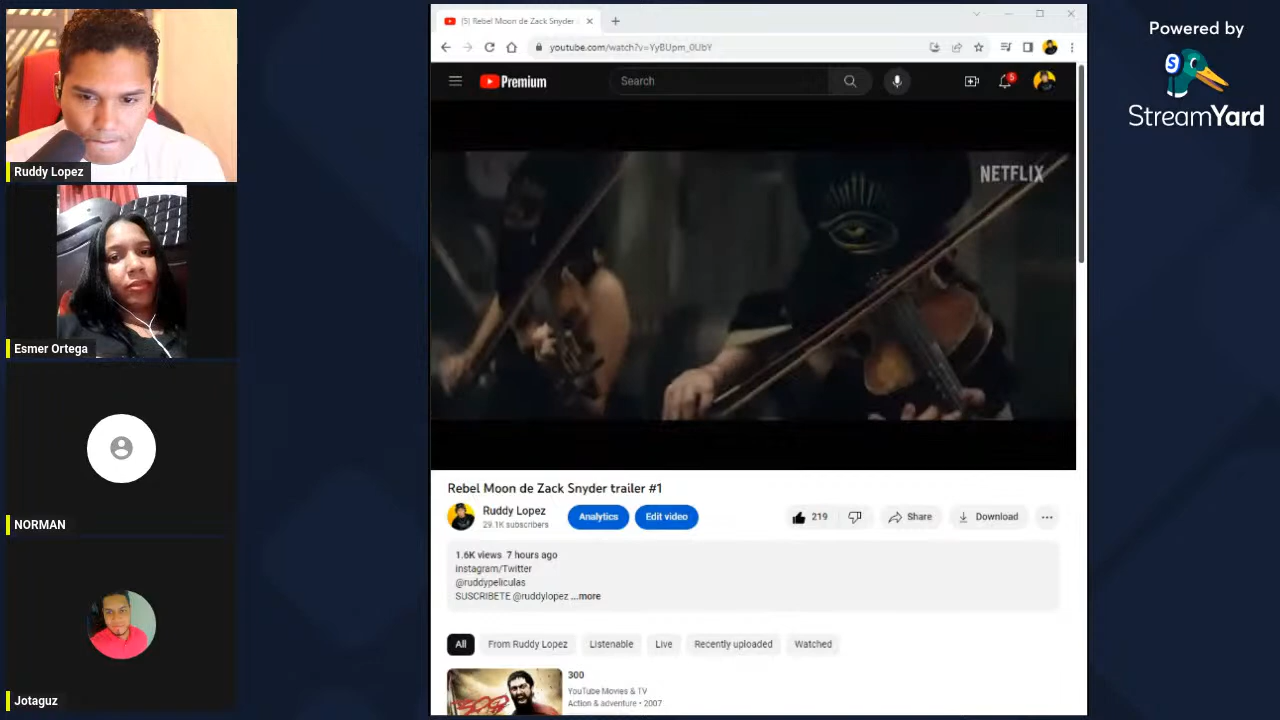 Ruddy Lopez
Esmer Ortega
NORMAN
Jotaguz
(5) Rebel Moon de Zack Snyder
youtube.com/watch?v=YyBUpm_0UbY
Premium
Search
5
NETFLIX
Rebel Moon de Zack Snyder trailer #1
Ruddy Lopez
29.1K subscribers
Analytics
Edit video
219
Share
Download
1.6K views 7 hours ago
instagram/Twitter
@ruddypeliculas
SUSCRIBETE @ruddylopez ...more
All
From Ruddy Lopez
Listenable
Live
Recently uploaded
Watched
300
YouTube Movies & TV
Action & adventure • 2007
Powered by
S
StreamYard